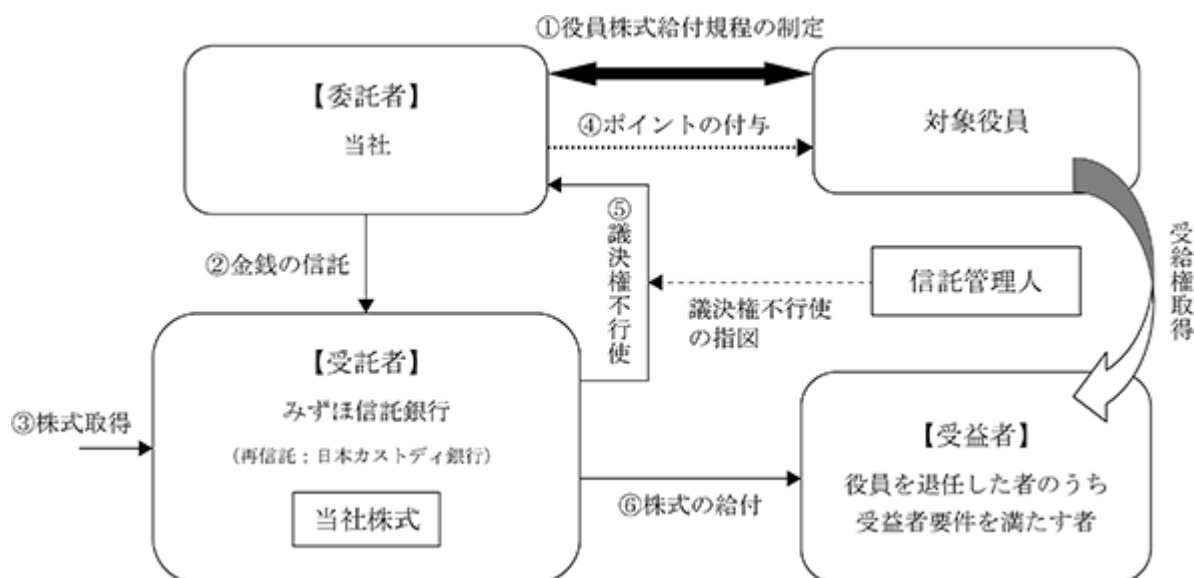 ①役員株式給付規程の制定
【委託者】
当社
④ポイントの付与
対象役員
②金銭の信託
⑤議決権不行使
議決権不行使
の指図
信託管理人
受給権取得
③株式取得
【受託者】
みずほ信託銀行
(再信託：日本カストディ銀行)
当社株式
⑥株式の給付
【受益者】
役員を退任した者のうち
受益者要件を満たす者